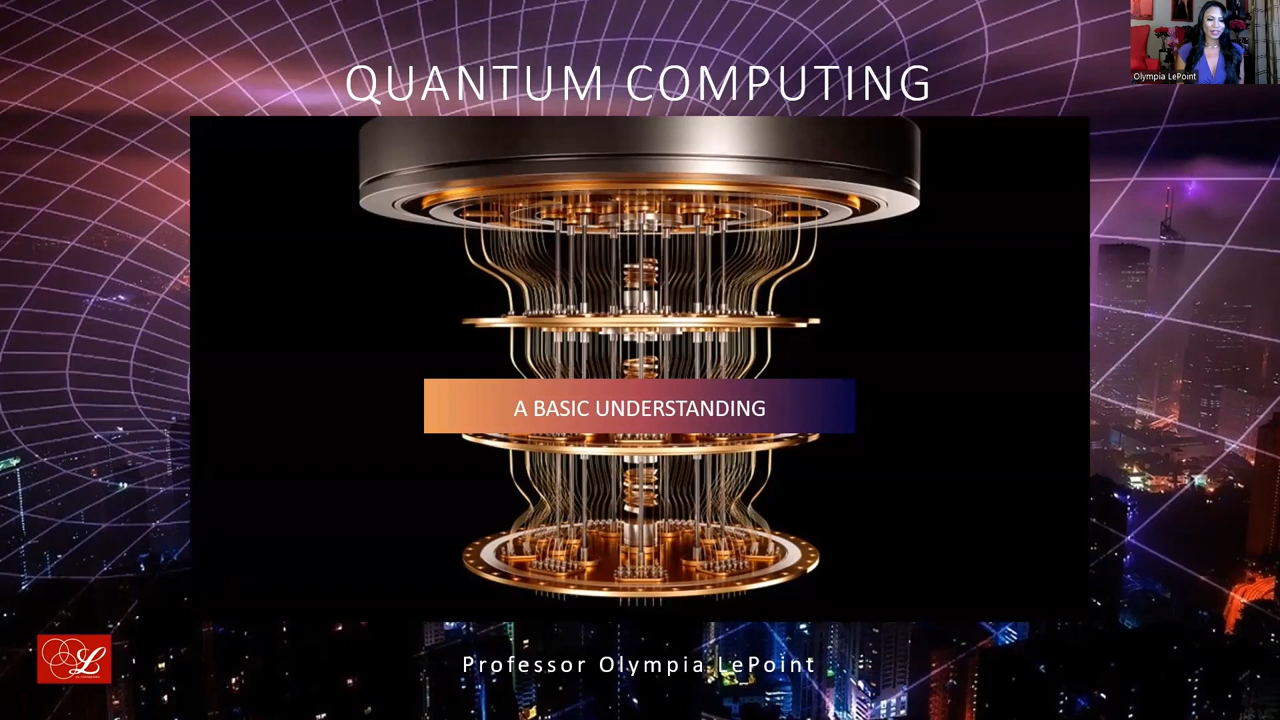 QUANTUM COMPUTING
Olympia LePoint
A BASIC UNDERSTANDING
Professor Olympia LePoint